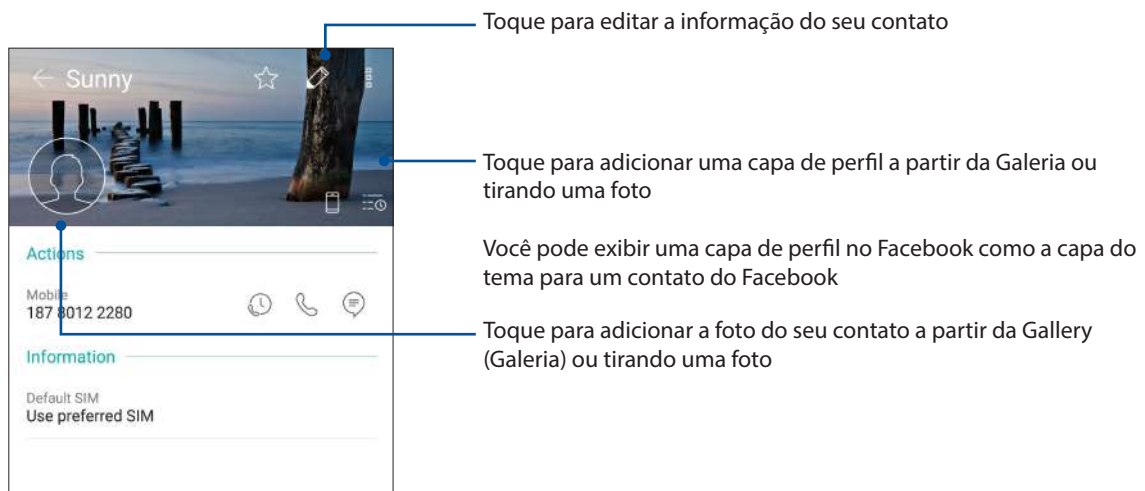 Toque para editar a informação do seu contato
Sunny
Toque para adicionar uma capa de perfil a partir da Galeria ou
tirando uma foto
Você pode exibir uma capa de perfil no Facebook como a capa do
tema para um contato do Facebook
Toque para adicionar a foto do seu contato a partir da Gallery
(Galeria) ou tirando uma foto
Actions
Mobile
187 8012 2280
Information
Default SIM
Use preferred SIM